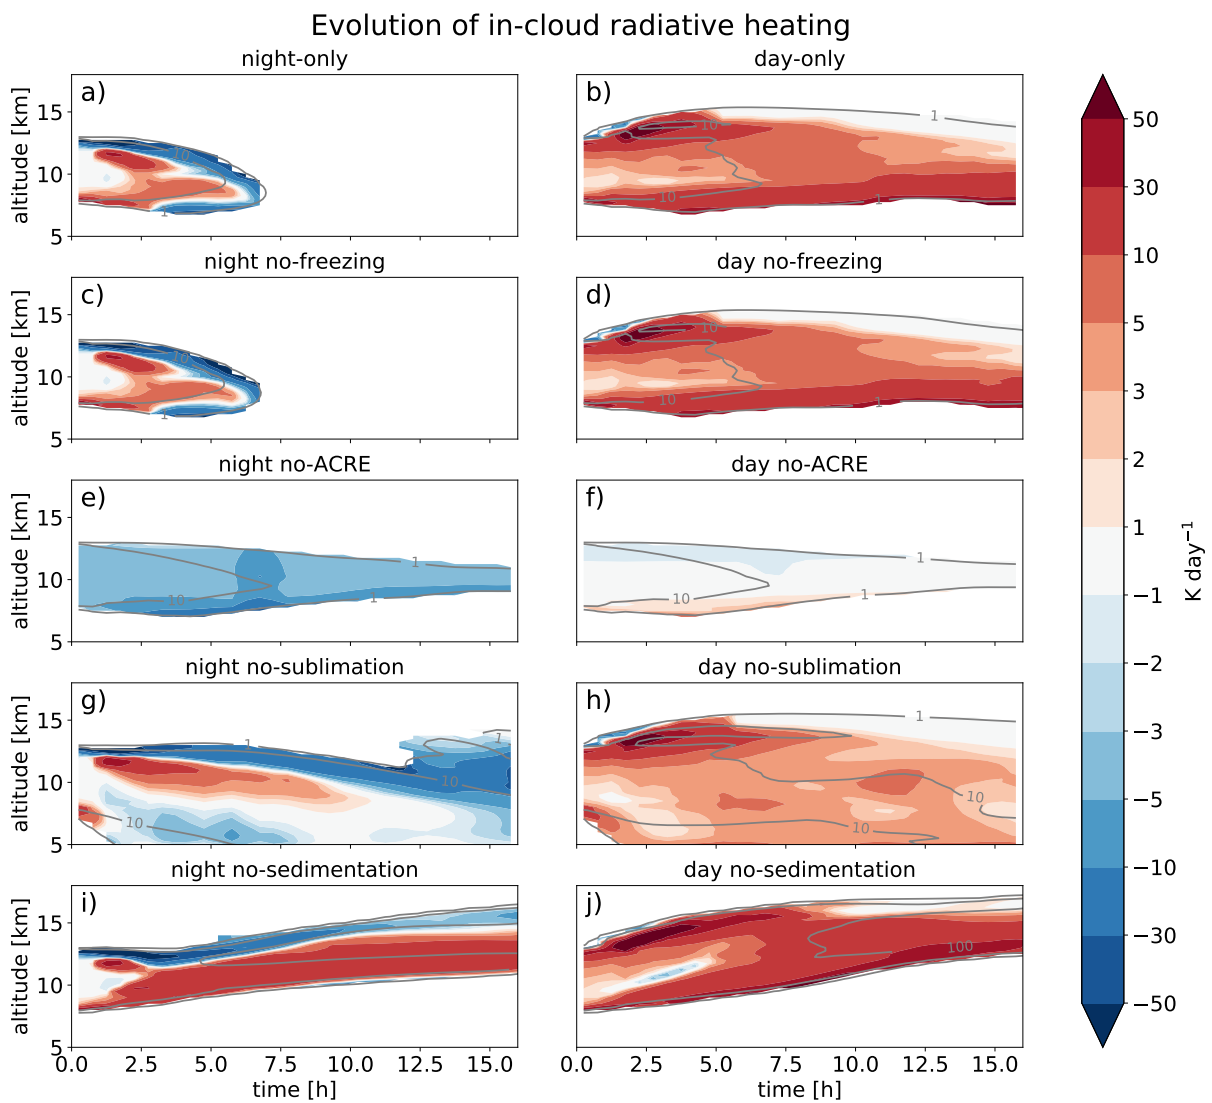 Evolution of in-cloud radiative heating
night-only
day-only
a)
b)
altitude [km]
15
10
5
10
1
10
10
1
1
night no-freezing
day no-freezing
c)
d)
altitude [km]
15
10
5
10
1
10
10
1
night no-ACRE
day no-ACRE
e)
f)
altitude [km]
15
10
5
10
1
1
10
1
1
night no-sublimation
day no-sublimation
g)
h)
altitude [km]
15
10
5
1
10
10
1
1
10
10
night no-sedimentation
day no-sedimentation
i)
j)
altitude [km]
15
10
5
100
0.0 2.5 5.0 7.5 10.0 12.5 15.0
0.0 2.5 5.0 7.5 10.0 12.5 15.0
time [h]
time [h]
50
30
10
5
3
2
1
−1
−2
−3
−5
−10
−30
−50
K day⁻¹